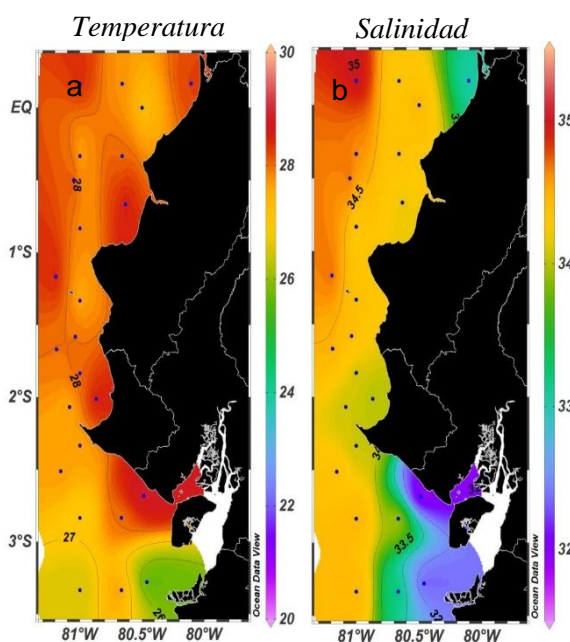 Temperatura
Salinidad
a
b
30
28
26
24
22
20
35
34
33
32
EQ
1°S
2°S
3°S
28
28
27
35
34.5
33.5
32
81°W
80.5°W
80°W
81°W
80.5°W
80°W
Ocean Data View
Ocean Data View